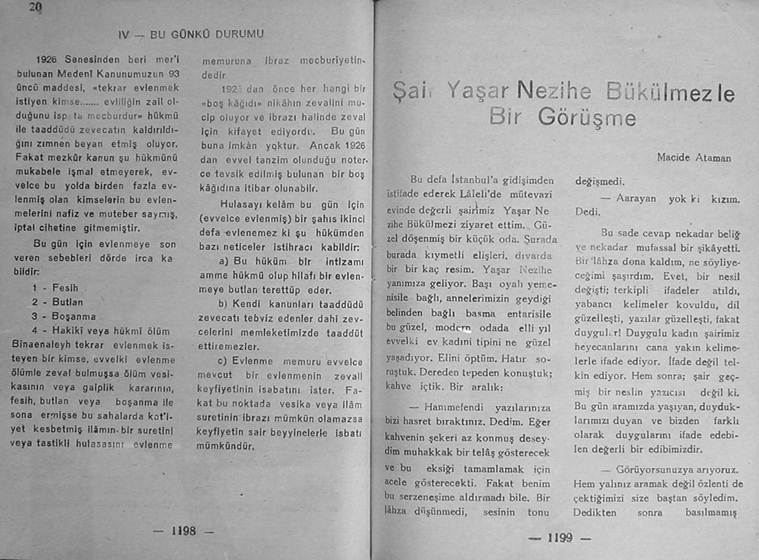 20
IV — BU GÜNKÜ DURUMU
1926 Senesinden beri mer'i
bulunan Medenî Kanunumuzun 93
üncü maddesi, «tekrar evlenmek
istiyen kimse...... evliliğin zail ol-
duğunu isp ta mecburdur» hükmü
ile taaddüdü zevecatın kaldırıldı-
ğını zımnen beyan etmiş oluyor.
Fakat mezkûr kanun şu hükmünü
mukabele işmal etmeyerek, ev-
velce bu yolda birden fazla ev-
lenmiş olan kimselerin bu evlen-
melerini nafiz ve muteber saymış,
iptal cihetine gitmemiştir.
Bu gün için evlenmeye son
veren sebebleri dörde irca ka
bildir:
1 - Fesih
2 - Butlan
3 - Boşanma
4 - Hakikî veya hükmî ölüm
Binaenaleyh tekrar evlenmek is-
teyen bir kimse, evvelki evlenme
ölümle zeval bulmuşsa ölüm vesi-
kasının veya gaiplik kararının,
fesih, butlan veya boşanma ile
sona ermişse bu sahalarda kat'i-
yet kesbetmiş ilâmın bir suretini
veya tastikli hulasasını evlenme
memuruna ibraz mecburiyetin-
dedir
192 dan önce her hangi bir
«boş kâğıdı» nikâhın zevalini mu-
cip oluyor ve ibrazı halinde zeval
için kifayet ediyordu. Bu gün
buna imkân yoktur. Ancak 1926
dan evvel tanzim olunduğu noter-
ce tevsik edilmiş bulunan bir boş
kâğıdına itibar olunabilr.
Hulasayı kelâm bu gün için
(evvelce evlenmiş) bir şahıs ikinci
defa evlenemez ki şu hükümden
bazı neticeler istihracı kabildir:
a) Bu hüküm bir intizamı
amme hükmü olup hilafı bir evlen-
meye butlan terettüp eder.
b) Kendi kanunları taaddüdü
zevecatı tebviz edenler dahi zev-
celerini memleketimizde taaddüt
ettiremezler.
c) Evlenme memuru evvelce
mevcut bir evlenmenin zevali
keyfiyetinin isabatını ister. Fa-
kat bu noktada vesika veya ilâm
suretinin ibrazı mümkün olamazsa
keyfiyetin sair beyyinelerle isbatı
mümkündür.
— 1198 —
Şair Yaşar Nezihe Bükülmezle
Bir Görüşme
Macide Ataman
Bu defa İstanbul'a gidişimden
istifade ederek Lâleli'de mütevazi
evinde değerli şairimiz Yaşar Ne
zihe Bükülmezi ziyaret ettim. Gü-
zel döşenmiş bir küçük oda. Şurada
burada kıymetli elişleri, divarda
bir bir kaç resim. Yaşar Nezihe
yanımıza geliyor. Başı oyalı yeme-
nisile bağlı, annelerimizin geydiği
belinden bağlı basma entarisile
bu güzel, modern odada elli yıl
evvelki ev kadını tipini ne güzel
yaşadıyor. Elini öptüm. Hatır so-
ruştuk. Dereden tepeden konuştuk;
kahve içtik. Bir aralık:
— Hanımefendi yazılarınıza
bizi hasret bıraktınız. Dedim. Eğer
kahvenin şekeri az konmuş desey-
dim muhakkak bir telâş gösterecek
ve bu eksiği tamamlamak için
acele gösterecekti. Fakat benim
bu serzenişime aldırmadı bile. Bir
lâhza düşünmedi, sesinin tonu
değişmedi.
— Aarayan yok ki kızım.
Dedi.
Bu sade cevap nekadar beliğ
ve nekadar mufassal bir şikâyetti.
Bir lâhza dona kaldım, ne söyliye-
ceğimi şaşırdım. Evet, bir nesil
değişti; terkipli ifadeler atıldı,
yabancı kelimeler kovuldu, dil
güzelleşti, yazılar güzelleşti, fakat
duygular! Duygulu kadın şairimiz
heyecanlarını cana yakın kelime-
lerle ifade ediyor. İfade değil tel-
kin ediyor. Hem sonra; şair geç-
miş bir neslin yazıcısı değil ki.
Bu gün aramızda yaşıyan, duyduk-
larımızı duyan ve bizden farklı
olarak duygularını ifade edebi-
len değerli bir edibimizdir.
— Görüyorsunuzya arıyoruz.
Hem yalınız aramak değil özlenti de
çektiğimizi size baştan söyledim.
Dedikten sonra basılmamış
— 1199 —